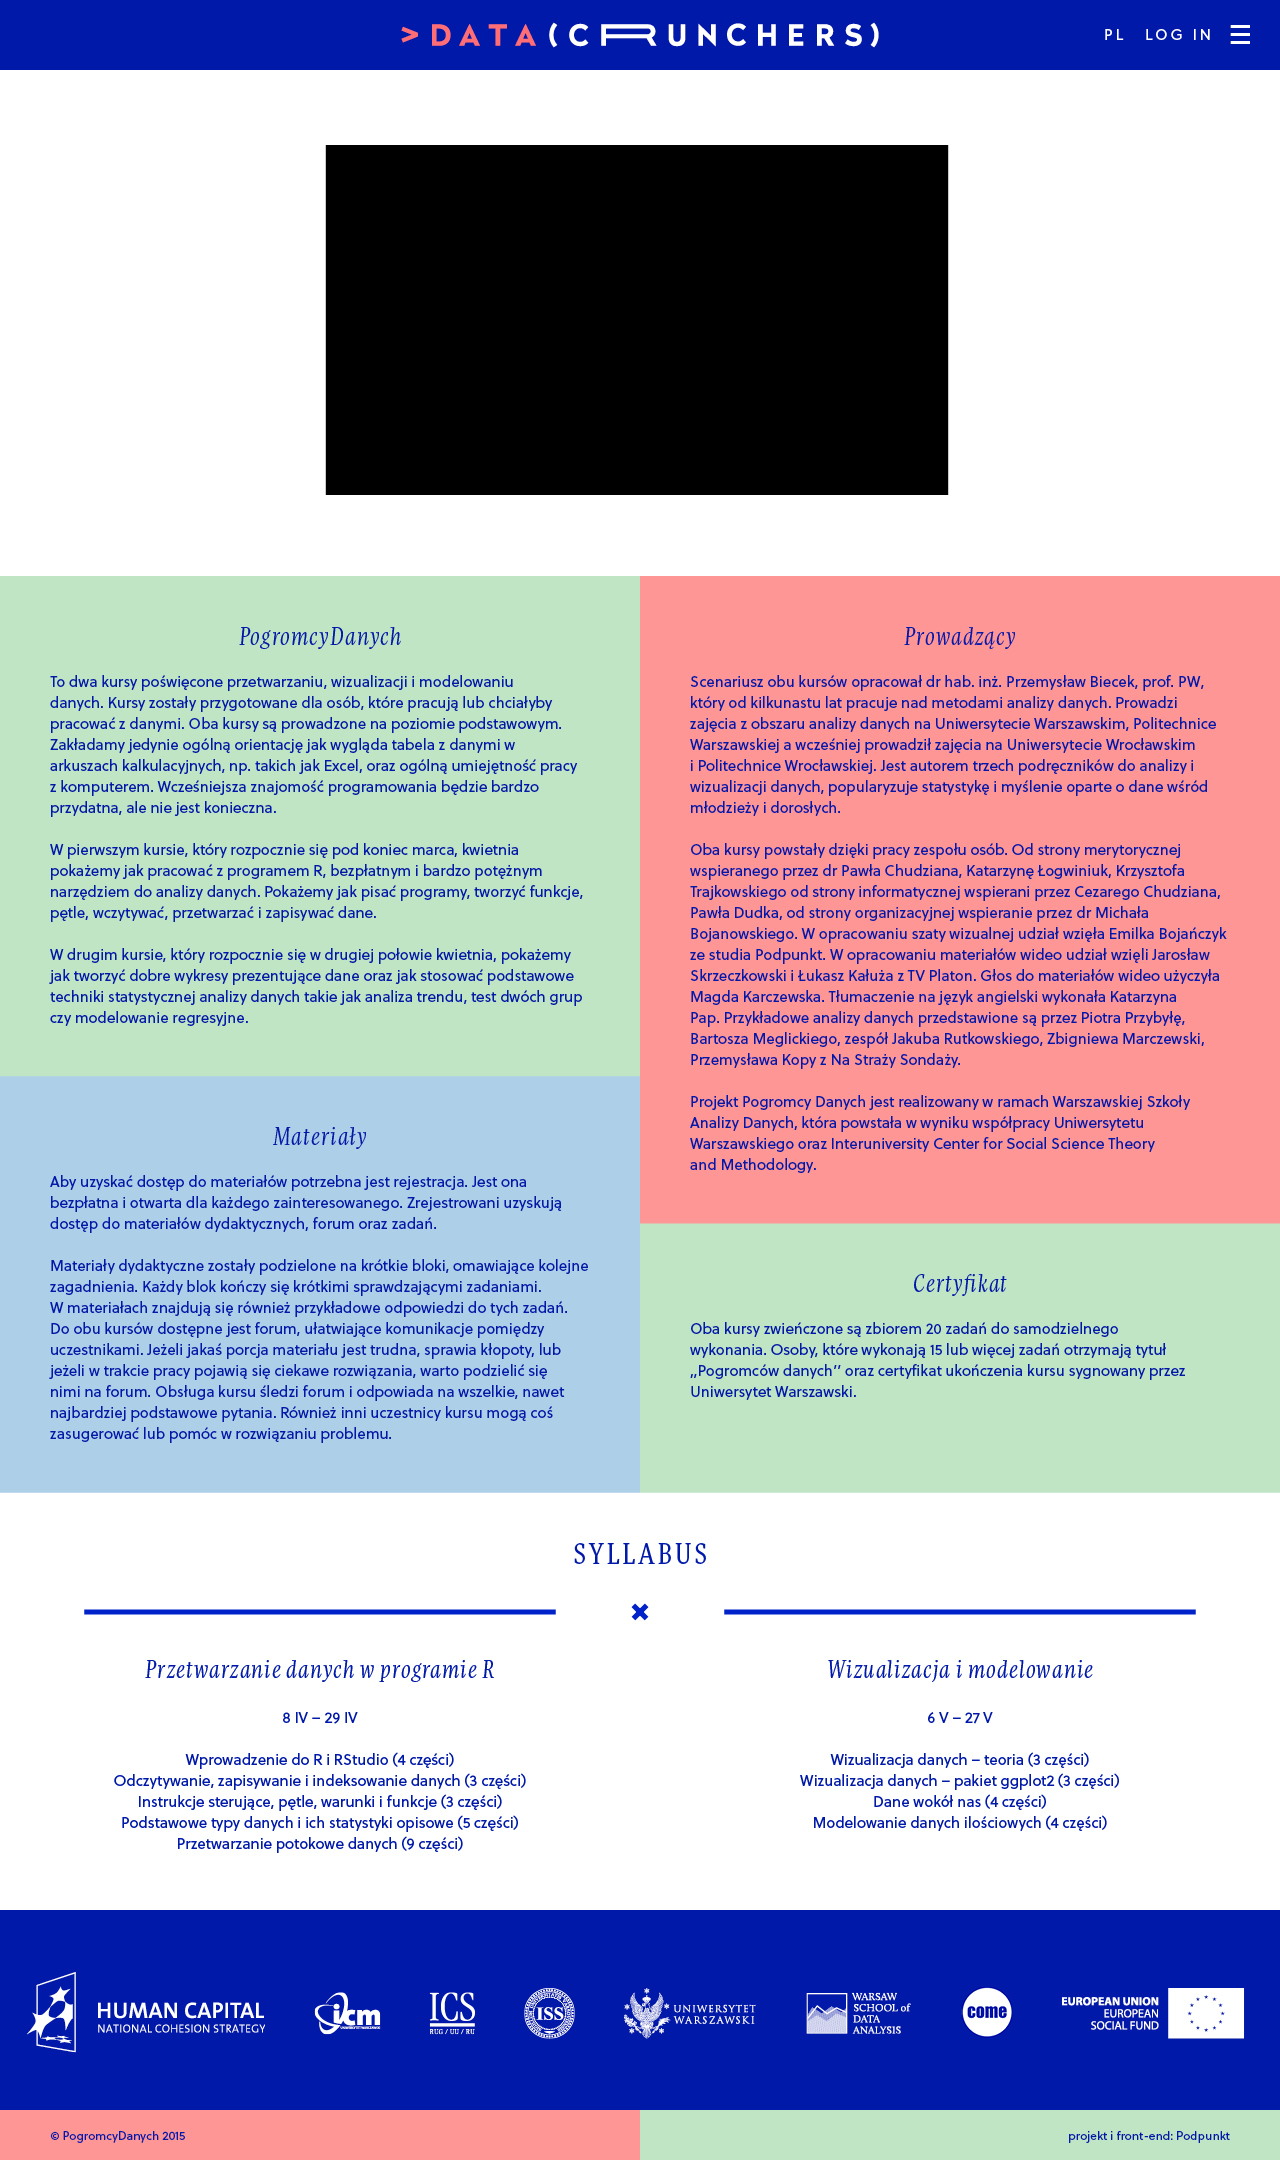 >DATA(CRUNCHERS)
PL LOG IN
PogromcyDanych
To dwa kursy poświęcone przetwarzaniu, wizualizacji i modelowaniu
danych. Kursy zostały przygotowane dla osób, które pracują lub chciałyby
pracować z danymi. Oba kursy są prowadzone na poziomie podstawowym.
Zakładamy jedynie ogólną orientację jak wygląda tabela z danymi w
arkuszach kalkulacyjnych, np. takich jak Excel, oraz ogólną umiejętność pracy
z komputerem. Wcześniejsza znajomość programowania będzie bardzo
przydatna, ale nie jest konieczna.
W pierwszym kursie, który rozpocznie się pod koniec marca, kwietnia
pokażemy jak pracować z programem R, bezpłatnym i bardzo potężnym
narzędziem do analizy danych. Pokażemy jak pisać programy, tworzyć funkcje,
pętle, wczytywać, przetwarzać i zapisywać dane.
W drugim kursie, który rozpocznie się w drugiej połowie kwietnia, pokażemy
jak tworzyć dobre wykresy prezentujące dane oraz jak stosować podstawowe
techniki statystycznej analizy danych takie jak analiza trendu, test dwóch grup
czy modelowanie regresyjne.
Materiały
Aby uzyskać dostęp do materiałów potrzebna jest rejestracja. Jest ona
bezpłatna i otwarta dla każdego zainteresowanego. Zrejestrowani uzyskują
dostęp do materiałów dydaktycznych, forum oraz zadań.
Materiały dydaktyczne zostały podzielone na krótkie bloki, omawiające kolejne
zagadnienia. Każdy blok kończy się krótkimi sprawdzającymi zadaniami.
W materiałach znajdują się również przykładowe odpowiedzi do tych zadań.
Do obu kursów dostępne jest forum, ułatwiające komunikacje pomiędzy
uczestnikami. Jeżeli jakaś porcja materiału jest trudna, sprawia kłopoty, lub
jeżeli w trakcie pracy pojawią się ciekawe rozwiązania, warto podzielić się
nimi na forum. Obsługa kursu śledzi forum i odpowiada na wszelkie, nawet
najbardziej podstawowe pytania. Również inni uczestnicy kursu mogą coś
zasugerować lub pomóc w rozwiązaniu problemu.
Prowadzący
Scenariusz obu kursów opracował dr hab. inż. Przemysław Biecek, prof. PW,
który od kilkunastu lat pracuje nad metodami analizy danych. Prowadzi
zajęcia z obszaru analizy danych na Uniwersytecie Warszawskim, Politechnice
Warszawskiej a wcześniej prowadził zajęcia na Uniwersytecie Wrocławskim
i Politechnice Wrocławskiej. Jest autorem trzech podręczników do analizy i
wizualizacji danych, popularyzuje statystykę i myślenie oparte o dane wśród
młodzieży i dorosłych.
Oba kursy powstały dzięki pracy zespołu osób. Od strony merytorycznej
wspieranego przez dr Pawła Chudziana, Katarzynę Łogwiniuk, Krzysztofa
Trajkowskiego od strony informatycznej wspierani przez Cezarego Chudziana,
Pawła Dudka, od strony organizacyjnej wspieranie przez dr Michała
Bojanowskiego. W opracowaniu szaty wizualnej udział wzięła Emilka Bojańczyk
ze studia Podpunkt. W opracowaniu materiałów wideo udział wzięli Jarosław
Skrzeczkowski i Łukasz Kałuża z TV Platon. Głos do materiałów wideo użyczyła
Magda Karczewska. Tłumaczenie na język angielski wykonała Katarzyna
Pap. Przykładowe analizy danych przedstawione są przez Piotra Przybyłę,
Bartosza Meglickiego, zespół Jakuba Rutkowskiego, Zbigniewa Marczewski,
Przemysława Kopy z Na Straży Sondaży.
Projekt Pogromcy Danych jest realizowany w ramach Warszawskiej Szkoły
Analizy Danych, która powstała w wyniku współpracy Uniwersytetu
Warszawskiego oraz Interuniversity Center for Social Science Theory
and Methodology.
Certyfikat
Oba kursy zwieńczone są zbiorem 20 zadań do samodzielnego
wykonania. Osoby, które wykonają 15 lub więcej zadań otrzymają tytuł
„Pogromców danych’’ oraz certyfikat ukończenia kursu sygnowany przez
Uniwersytet Warszawski.
SYLLABUS
Przetwarzanie danych w programie R
8 IV – 29 IV
Wprowadzenie do R i RStudio (4 części)
Odczytywanie, zapisywanie i indeksowanie danych (3 części)
Instrukcje sterujące, pętle, warunki i funkcje (3 części)
Podstawowe typy danych i ich statystyki opisowe (5 części)
Przetwarzanie potokowe danych (9 części)
Wizualizacja i modelowanie
6 V – 27 V
Wizualizacja danych – teoria (3 części)
Wizualizacja danych – pakiet ggplot2 (3 części)
Dane wokół nas (4 części)
Modelowanie danych ilościowych (4 części)
HUMAN CAPITAL
NATIONAL COHESION STRATEGY
icm
ICS
RUG / UU / RU
ISS
UNIWERSYTET
WARSZAWSKI
WARSAW
SCHOOL of
DATA
ANALYSIS
come
EUROPEAN UNION
EUROPEAN
SOCIAL FUND
© PogromcyDanych 2015
projekt i front-end: Podpunkt